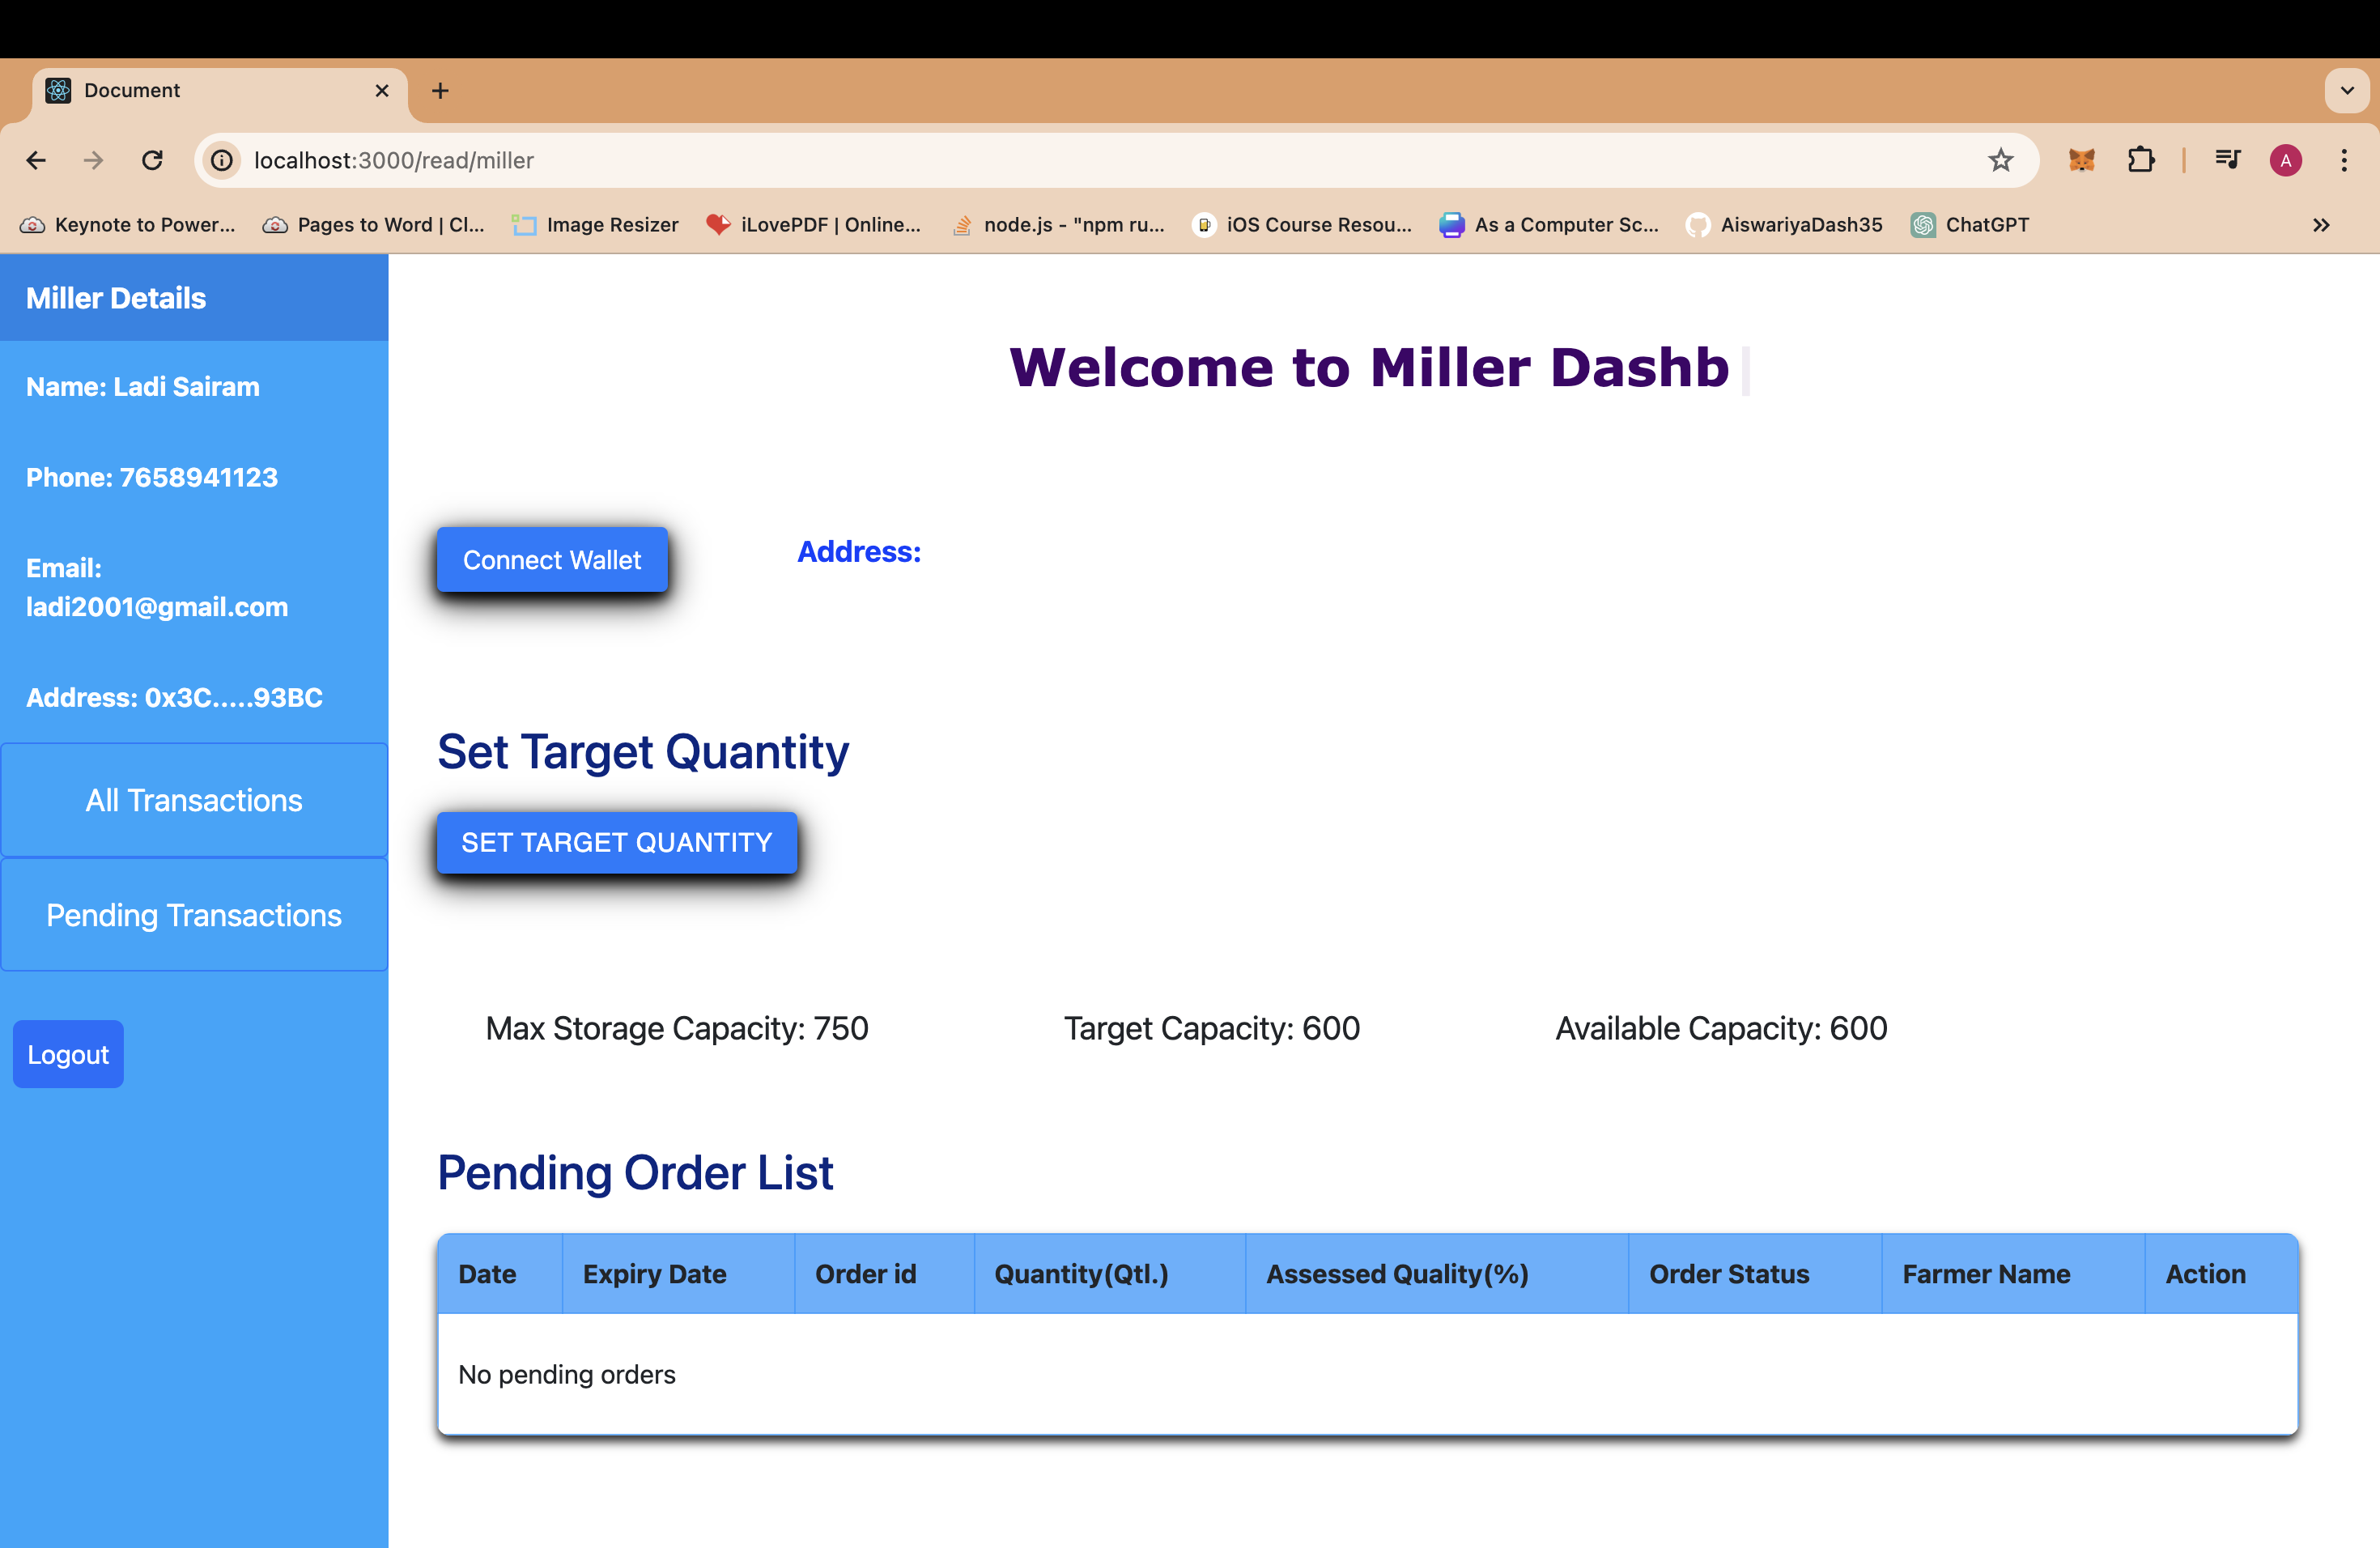 Document
localhost:3000/read/miller
A
Keynote to Power... Pages to Word | Cl... Image Resizer iLovePDF | Online... node.js - "npm ru... iOS Course Resou... As a Computer Sc... AiswariyaDash35 ChatGPT
Miller Details
Name: Ladi Sairam
Phone: 7658941123
Email:
ladi2001@gmail.com
Address: 0x3C.....93BC
All Transactions
Pending Transactions
Logout
Welcome to Miller Dashb
Connect Wallet
Address:
Set Target Quantity
SET TARGET QUANTITY
Max Storage Capacity: 750 Target Capacity: 600 Available Capacity: 600
Pending Order List
Date Expiry Date Order id Quantity(Qtl.) Assessed Quality(%) Order Status Farmer Name Action
No pending orders